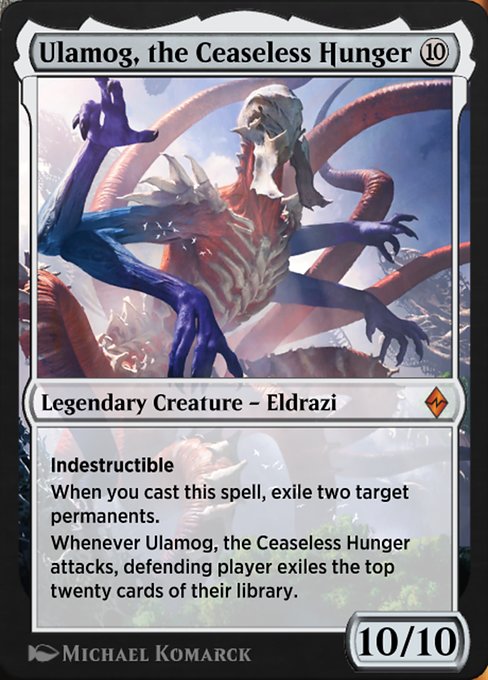 Ulamog, the Ceaseless Hunger 10
Legendary Creature – Eldrazi
Indestructible
When you cast this spell, exile two target
permanents.
Whenever Ulamog, the Ceaseless Hunger
attacks, defending player exiles the top
twenty cards of their library.
10/10
Michael Komarck